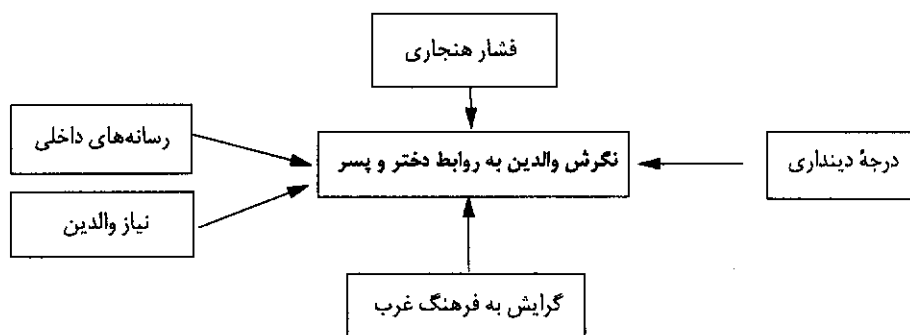 فشار هنجاری
رسانه‌های داخلی
نگرش والدین به روابط دختر و پسر
درجهٔ دینداری
نیاز والدین
گرایش به فرهنگ غرب